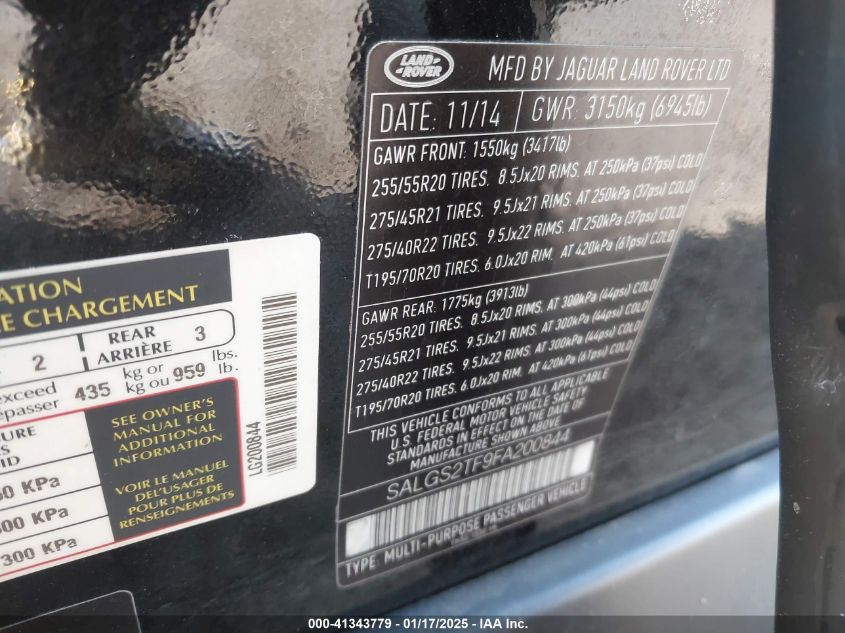 LAND
ROVER
MFD BY JAGUAR LAND ROVER LTD
DATE: 11/14 GWR: 3150kg (6945lb)
GAWR FRONT: 1550kg (3417lb)
255/55R20 TIRES. 8.5Jx20 RIMS. AT 250kPa (37psi) COLD
275/45R21 TIRES. 9.5Jx21 RIMS. AT 250kPa (37psi) COLD
275/40R22 TIRES. 9.5Jx22 RIMS. AT 250kPa (37psi) COLD
T195/70R20 TIRES. 6.0Jx20 RIM. AT 420kPa (61psi) COLD
GAWR REAR: 1775kg (3913lb)
255/55R20 TIRES. 8.5Jx20 RIMS. AT 300kPa (44psi) COLD
275/45R21 TIRES. 9.5Jx21 RIMS. AT 300kPa (44psi) COLD
275/40R22 TIRES. 9.5Jx22 RIMS. AT 300kPa (44psi) COLD
T195/70R20 TIRES. 6.0Jx20 RIM. AT 420kPa (61psi) COLD
THIS VEHICLE CONFORMS TO ALL APPLICABLE
U.S. FEDERAL MOTOR VEHICLE SAFETY
STANDARDS IN EFFECT ON THE DATE OF
MANUFACTURE SHOWN ABOVE.
SALGS2TF9FA200844
TYPE: MULTI-PURPOSE PASSENGER VEHICLE
ATION
E CHARGEMENT
2 REAR ARRIÈRE 3
exceed
épasser 435 kg or kg ou 959 lbs. lb.
TURE
ES
ID
SEE OWNER'S
MANUAL FOR
ADDITIONAL
INFORMATION
VOIR LE MANUEL
DEL'USAGER
POUR PLUS DE
RENSEIGNEMENTS
50 KPa
300 KPa
300 KPa
LG200844
000-41343779 - 01/17/2025 - IAA Inc.